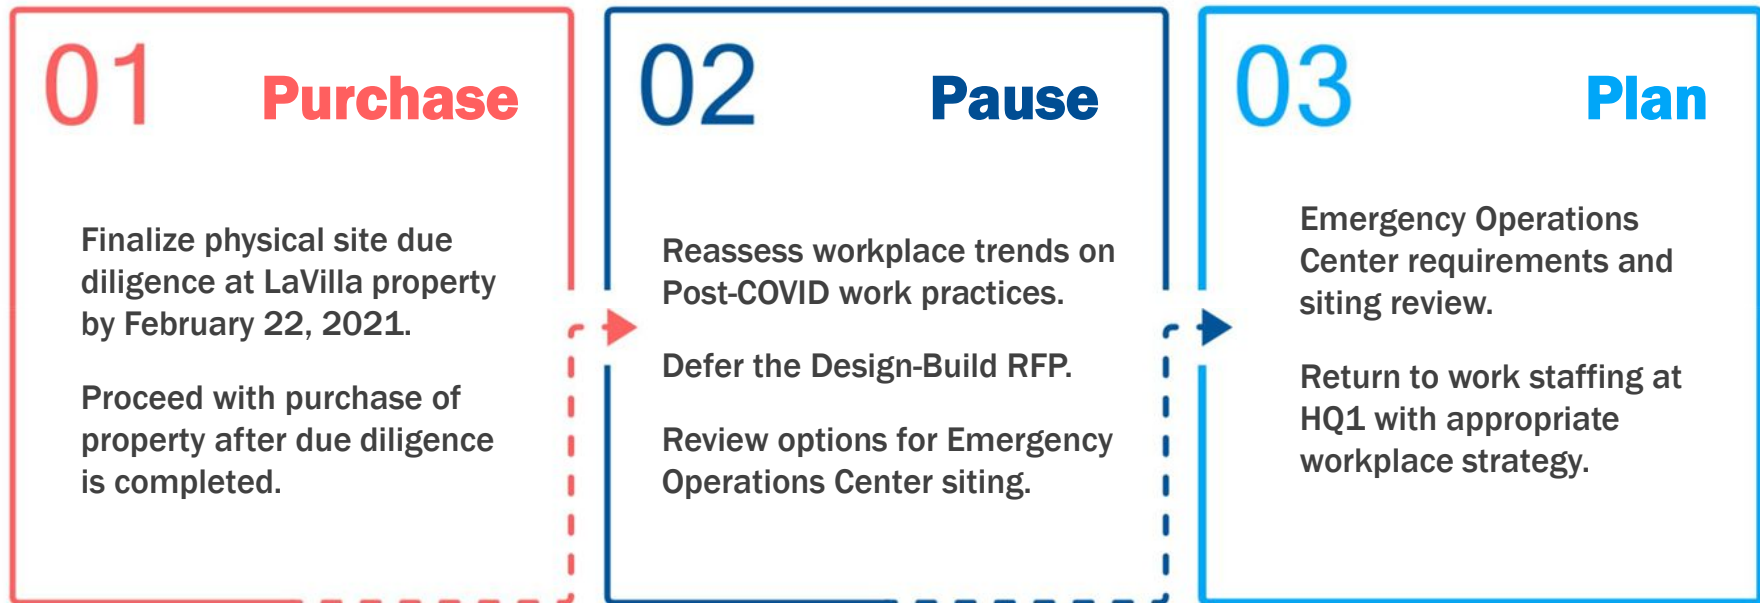 01
Purchase
Finalize physical site due
diligence at LaVilla property
by February 22, 2021.
Proceed with purchase of
property after due diligence
is completed.
02
Pause
Reassess workplace trends on
Post-COVID work practices.
Defer the Design-Build RFP.
Review options for Emergency
Operations Center siting.
03
Plan
Emergency Operations
Center requirements and
siting review.
Return to work staffing at
HQ1 with appropriate
workplace strategy.